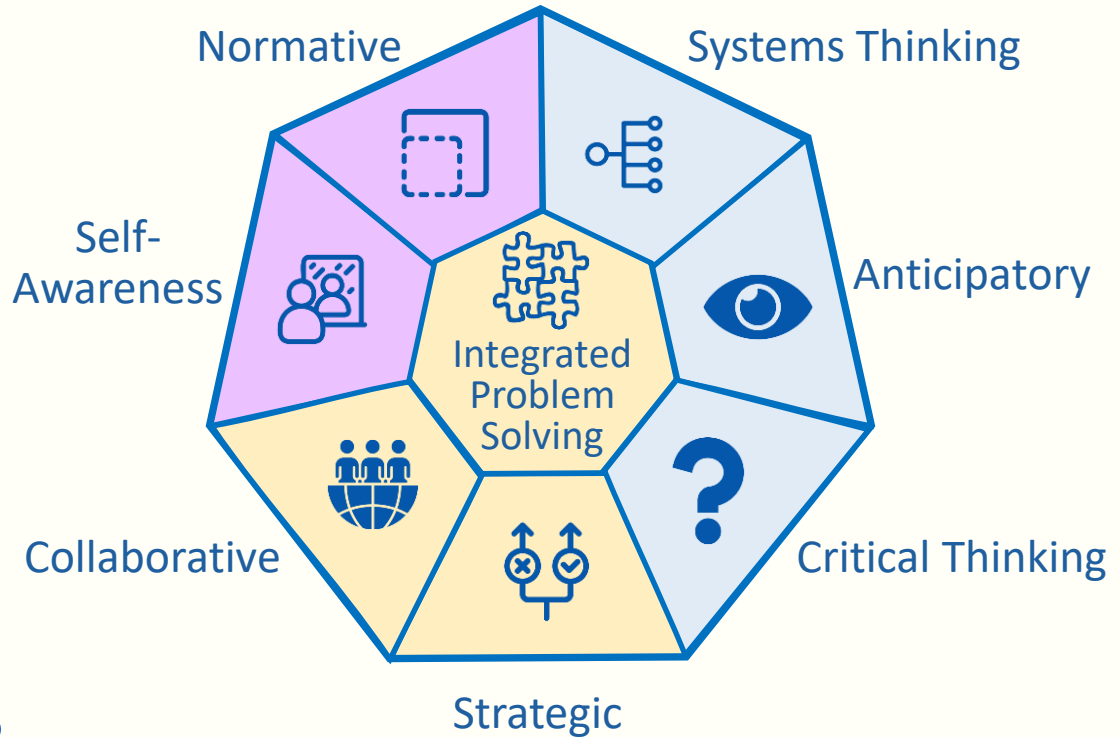 Normative
Systems Thinking
Self-
Awareness
Anticipatory
Integrated
Problem
Solving
Collaborative
Critical Thinking
Strategic